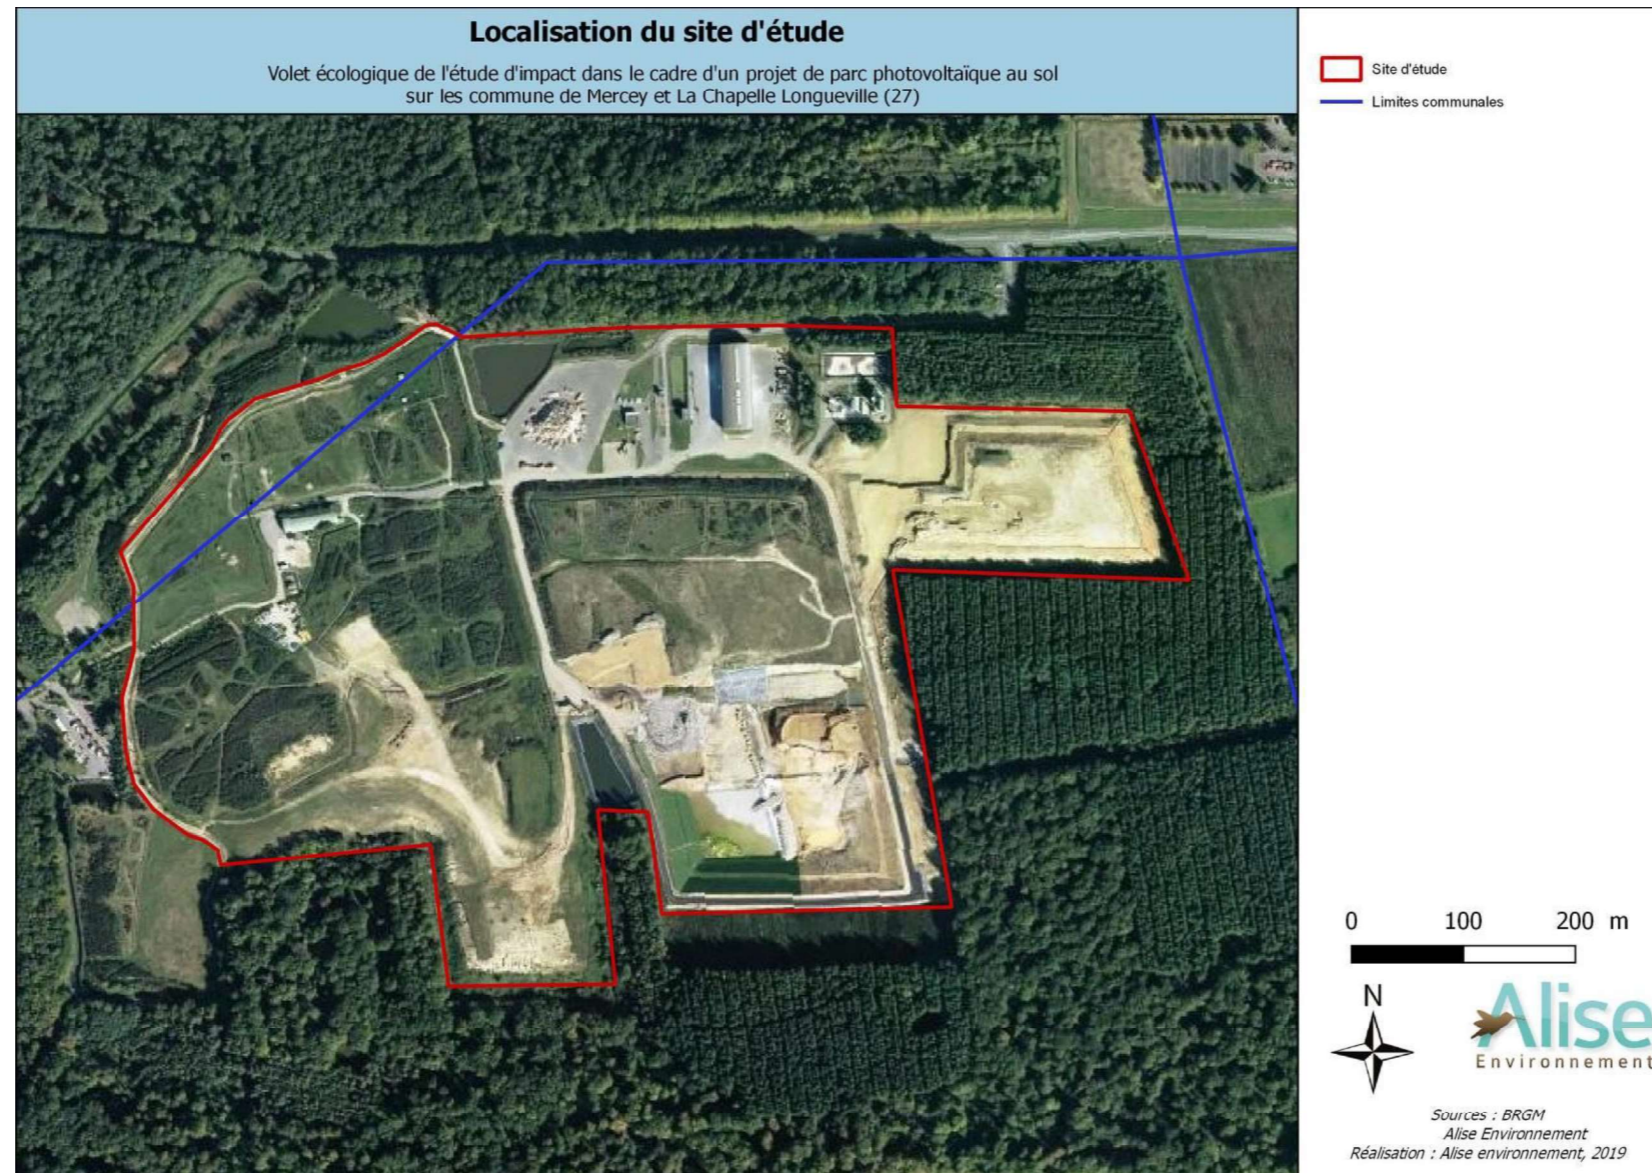 Localisation du site d'étude
Volet écologique de l'étude d'impact dans le cadre d'un projet de parc photovoltaïque au sol
sur les commune de Mercey et La Chapelle Longueville (27)
Site d'étude
Limites communales
0 100 200 m
N
Alise
Environnement
Sources : BRGM
Alise Environnement
Réalisation : Alise environnement, 2019